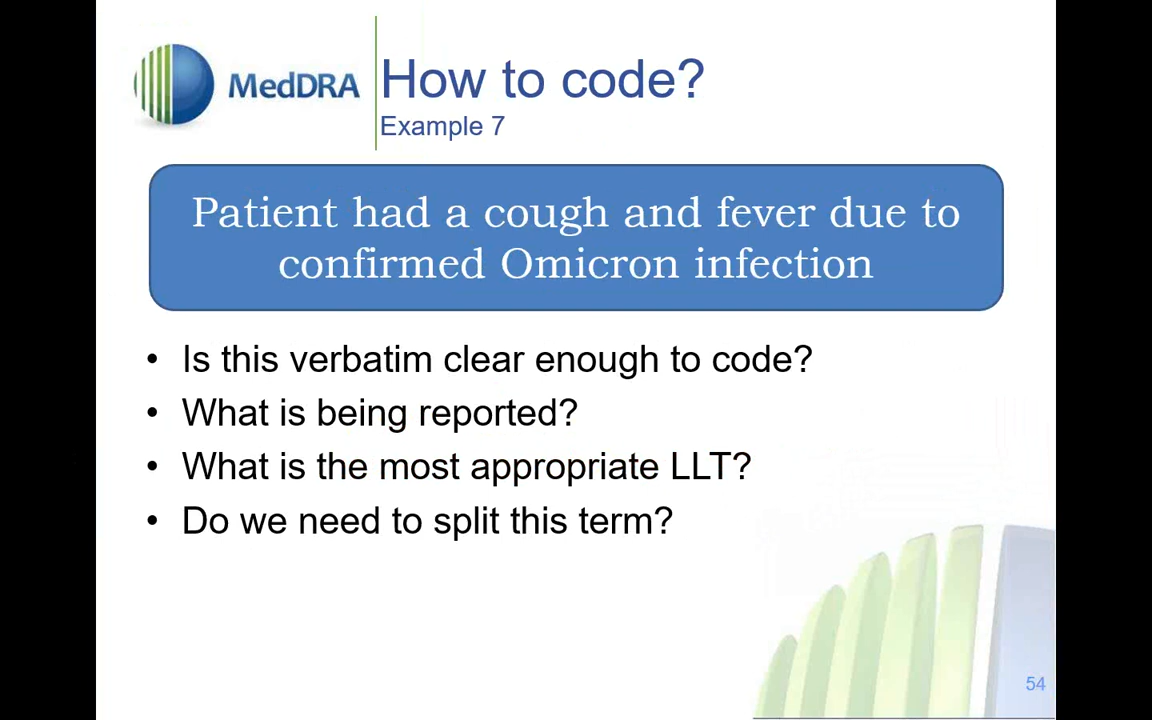 MedDRA
How to code?
Example 7
Patient had a cough and fever due to
confirmed Omicron infection
• Is this verbatim clear enough to code?
• What is being reported?
• What is the most appropriate LLT?
• Do we need to split this term?
54